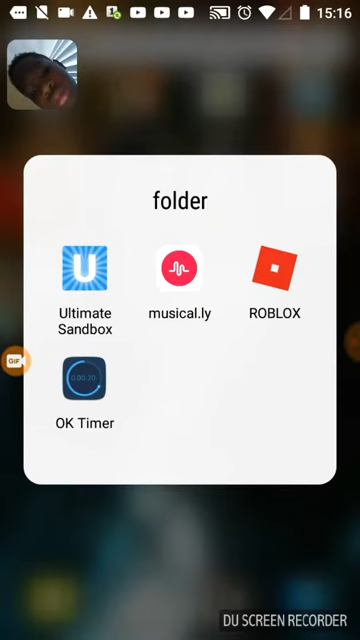 15:16
folder
U
Ultimate
Sandbox
musical.ly
ROBLOX
0:00:20
OK Timer
GIF
DU SCREEN RECORDER